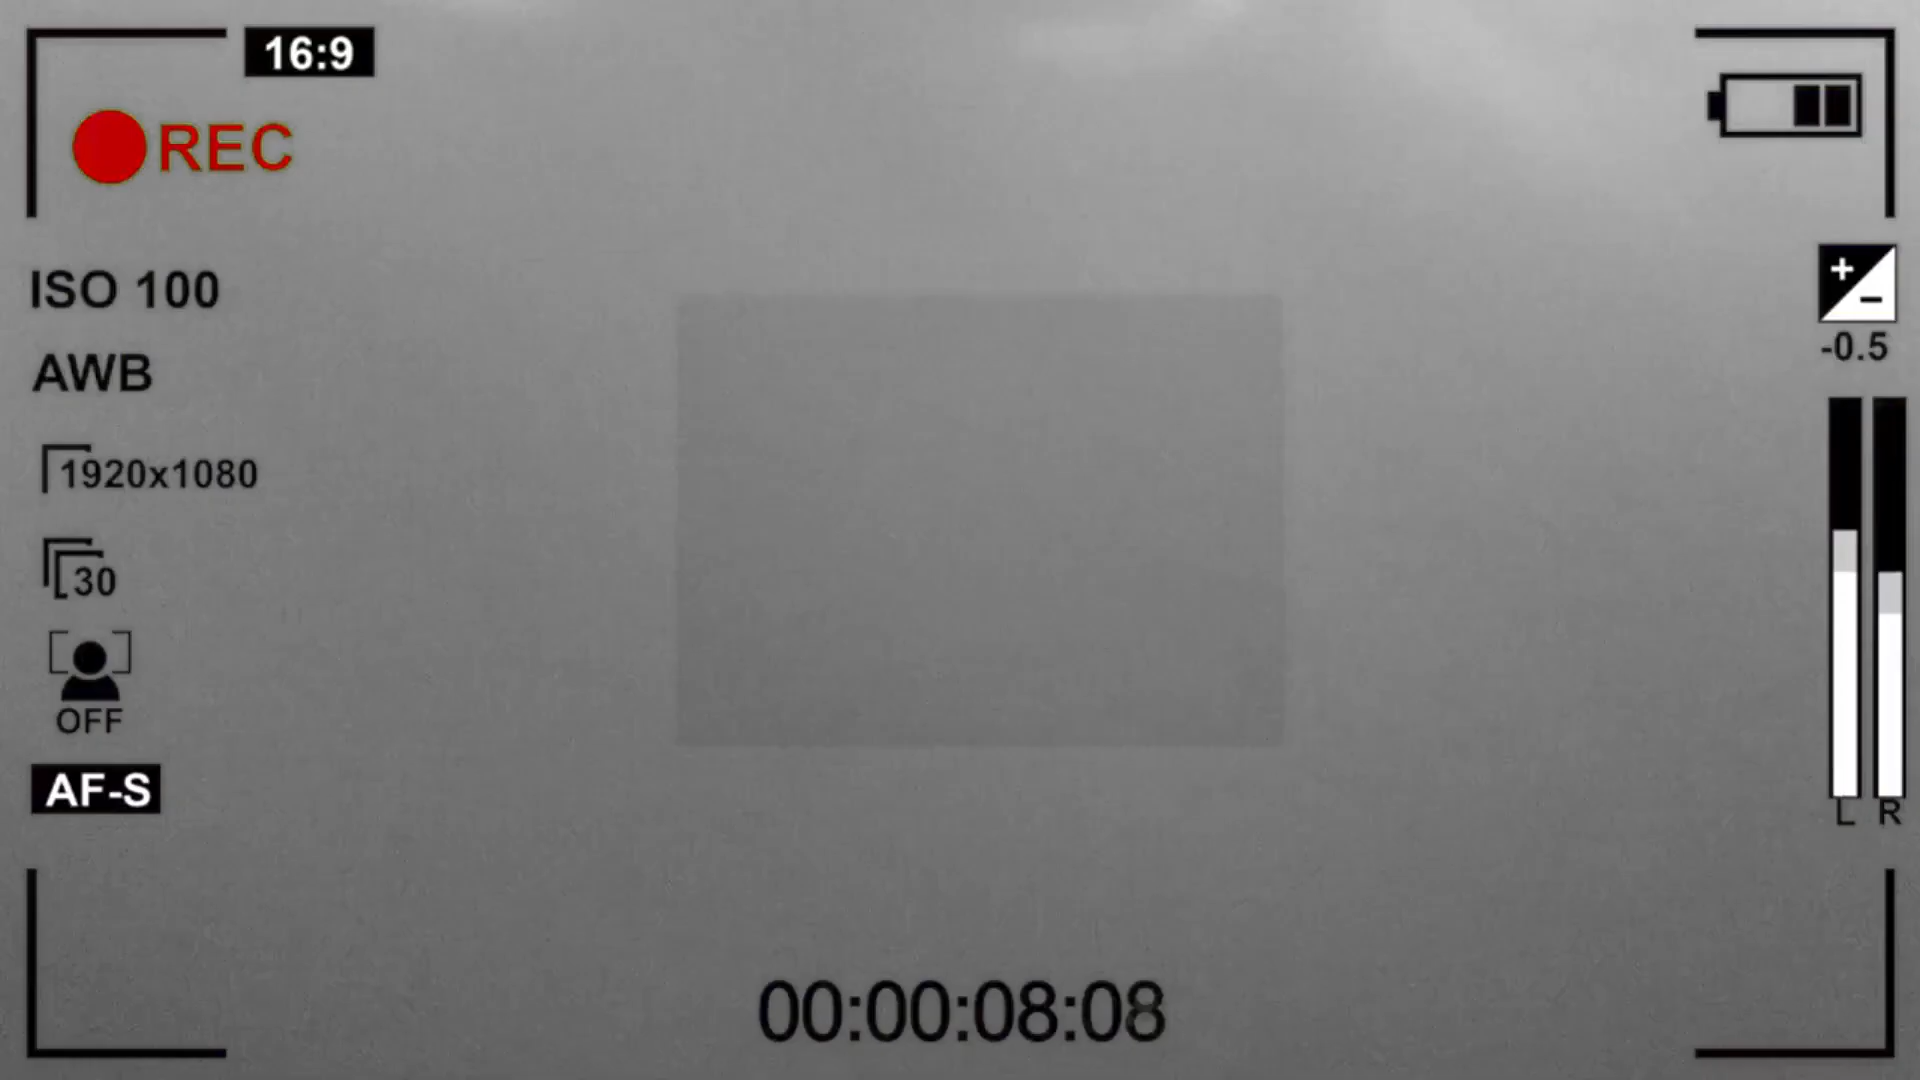 16:9
REC
ISO 100
AWB
1920x1080
30
OFF
AF-S
+
-
-0.5
L R
00:00:08:08